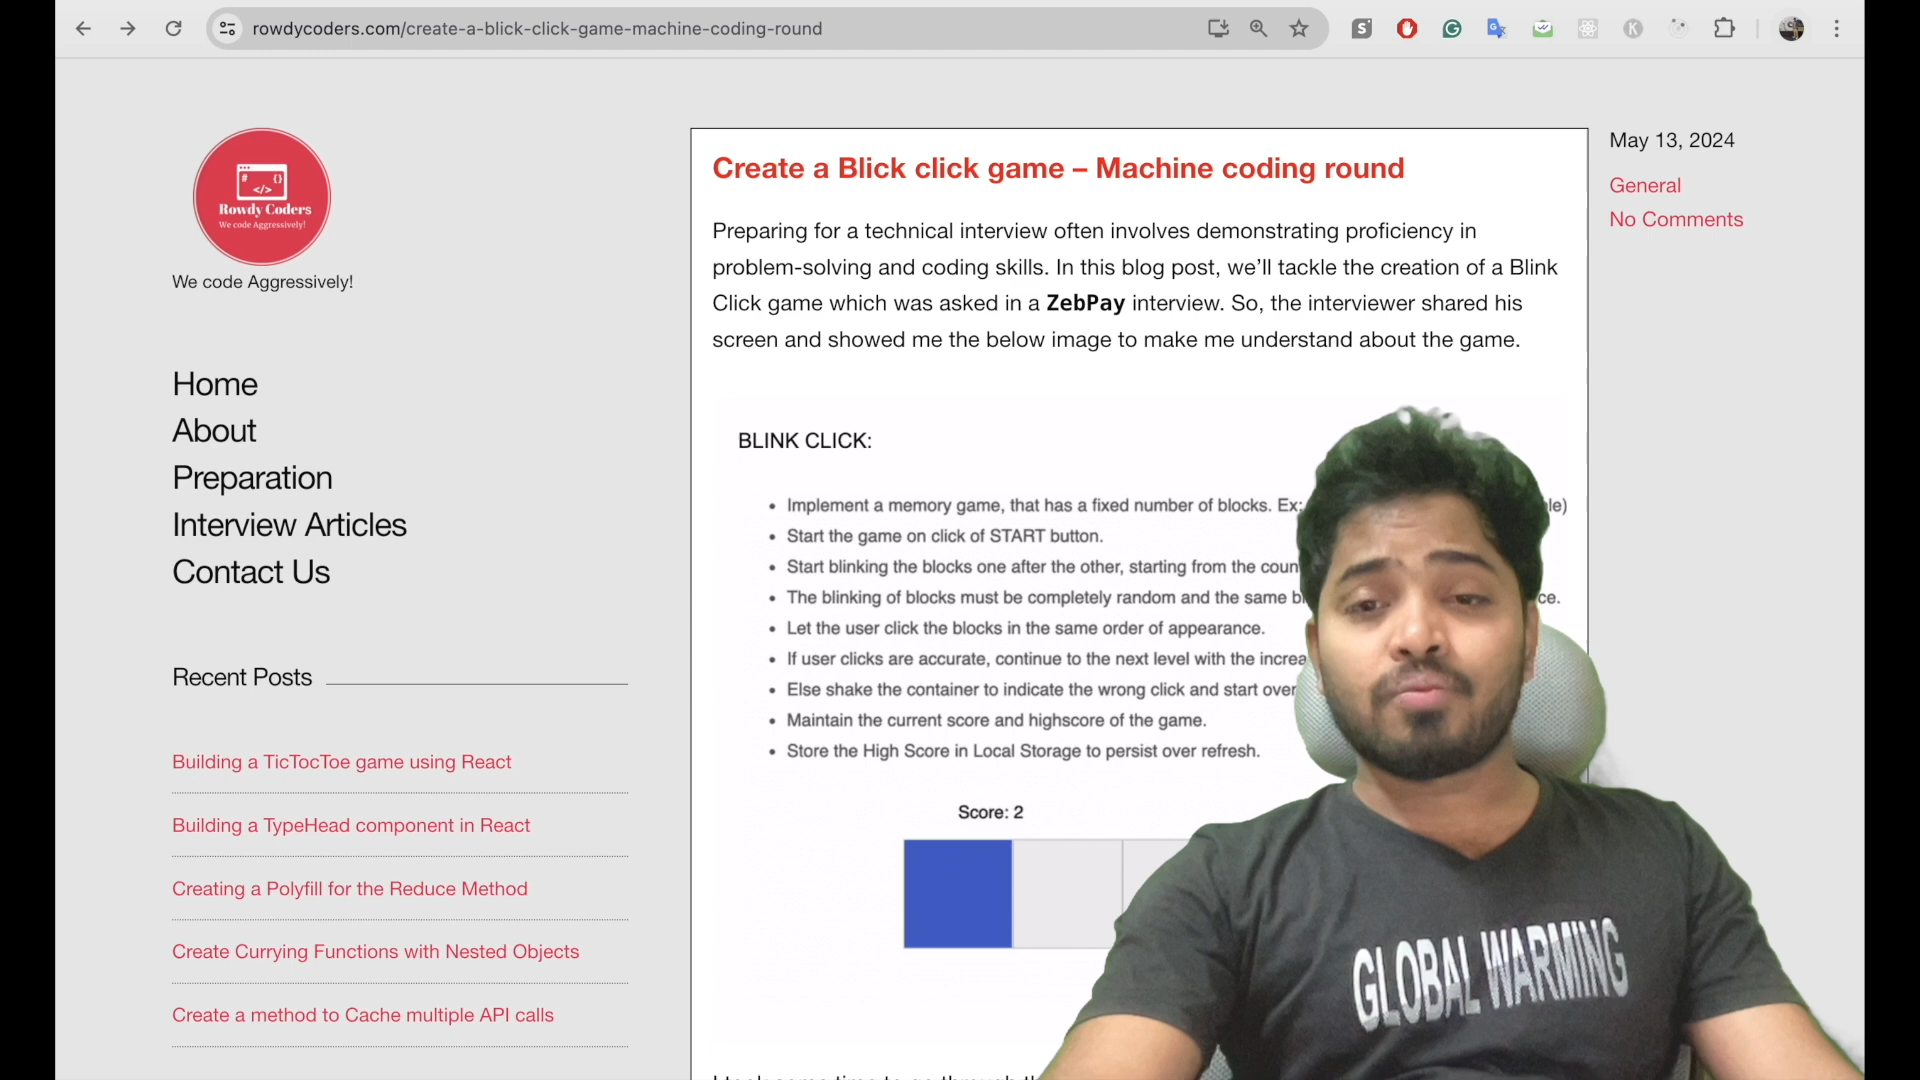 rowdycoders.com/create-a-blick-click-game-machine-coding-round
# {}
</>
Rowdy Coders
We code Aggressively!
We code Aggressively!
Home
About
Preparation
Interview Articles
Contact Us
Recent Posts
Building a TicTocToe game using React
Building a TypeHead component in React
Creating a Polyfill for the Reduce Method
Create Currying Functions with Nested Objects
Create a method to Cache multiple API calls
Create a Blick click game – Machine coding round
Preparing for a technical interview often involves demonstrating proficiency in
problem-solving and coding skills. In this blog post, we’ll tackle the creation of a Blink
Click game which was asked in a ZebPay interview. So, the interviewer shared his
screen and showed me the below image to make me understand about the game.
BLINK CLICK:
• Implement a memory game, that has a fixed number of blocks. Ex:
• Start the game on click of START button.
• Start blinking the blocks one after the other, starting from the
• The blinking of blocks must be completely random and the same
• Let the user click the blocks in the same order of appearance.
• If user clicks are accurate, continue to the next level with the
• Else shake the container to indicate the wrong click and start over
• Maintain the current score and highscore of the game.
• Store the High Score in Local Storage to persist over refresh.
Score: 2
May 13, 2024
General
No Comments
GLOBAL WARMING